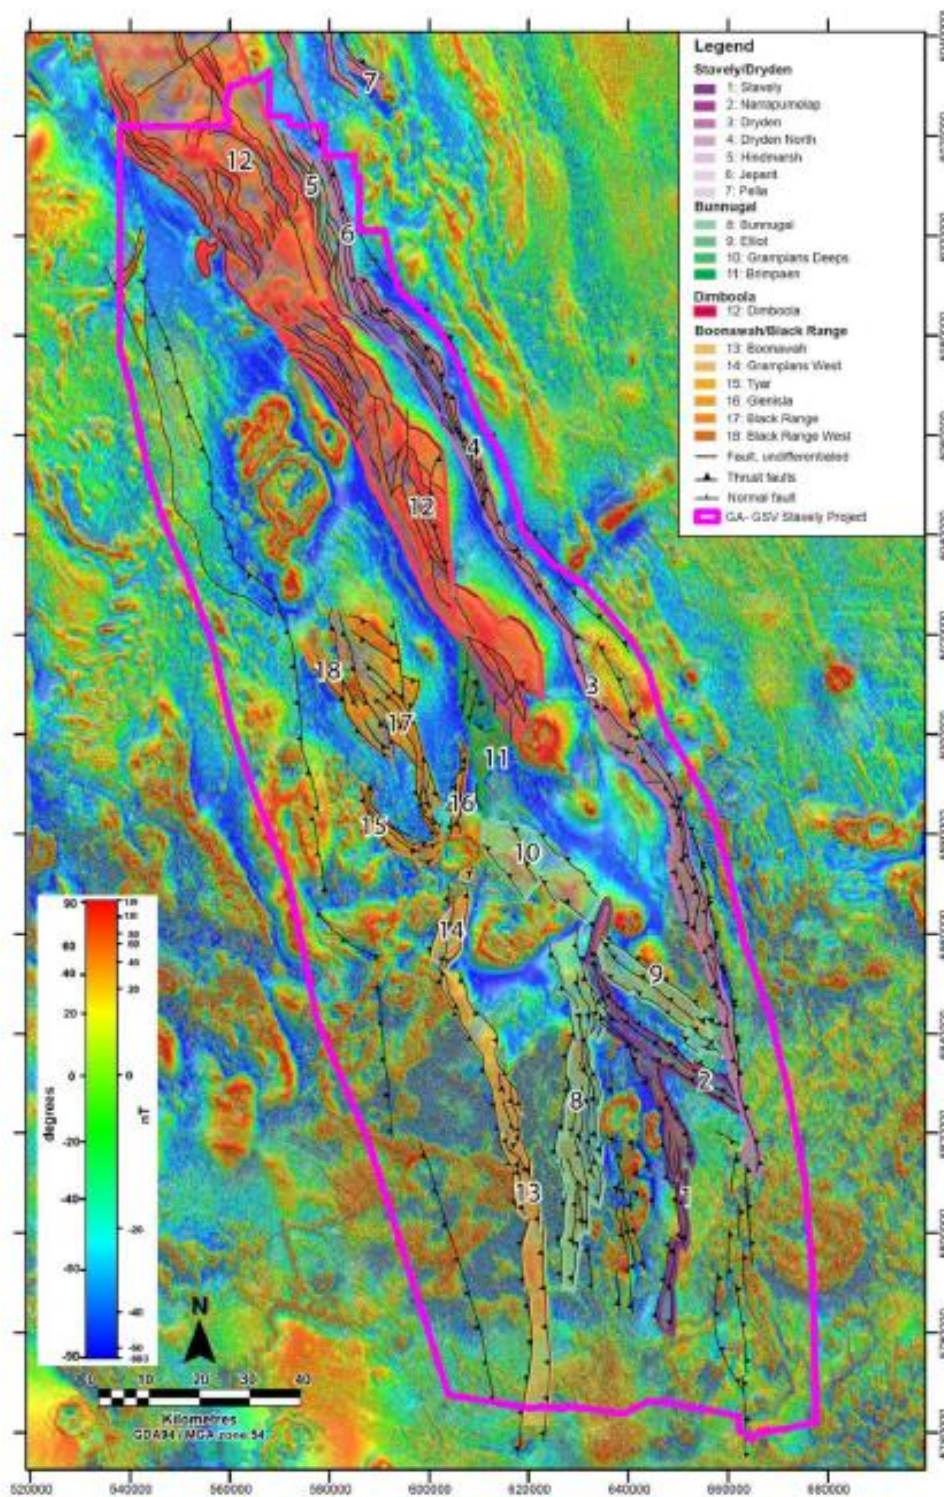 Legend
Stavely/Dryden
1: Stavely
2: Narrapumelap
3: Dryden
4: Dryden North
5: Hindmarsh
6: Jeparit
7: Pella
Bunnugal
8: Bunnugal
9: Elliot
10: Grampians Deeps
11: Brimpaen
Dimboola
12: Dimboola
Boonawah/Black Range
13: Boonawah
14: Grampians West
15: Tyar
16: Glenisla
17: Black Range
18: Black Range West
Fault, undifferentiated
Thrust faults
Normal fault
GA- GSV Stavely Project
7
12
5
6
4
12
3
18
17
11
16
15
10
14
9
2
8
13
1
90
60
40
20
0
-20
-40
-60
-90
degrees
20
0
-20
nT
N
0 10 20 30 40
Kilometres
GDA94 / MGA zone 54
520000 540000 560000 580000 600000 620000 640000 660000 680000